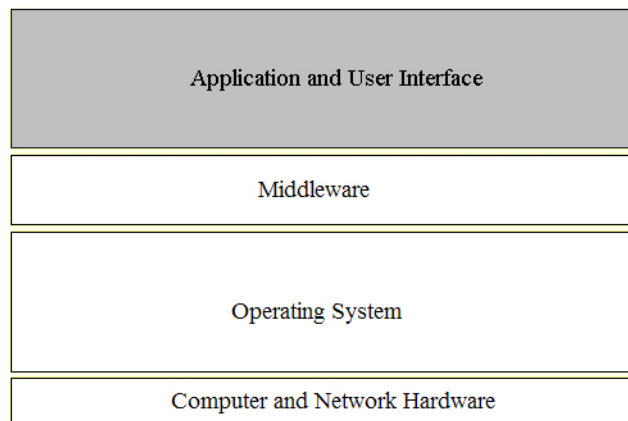 Application and User Interface
Middleware
Operating System
Computer and Network Hardware